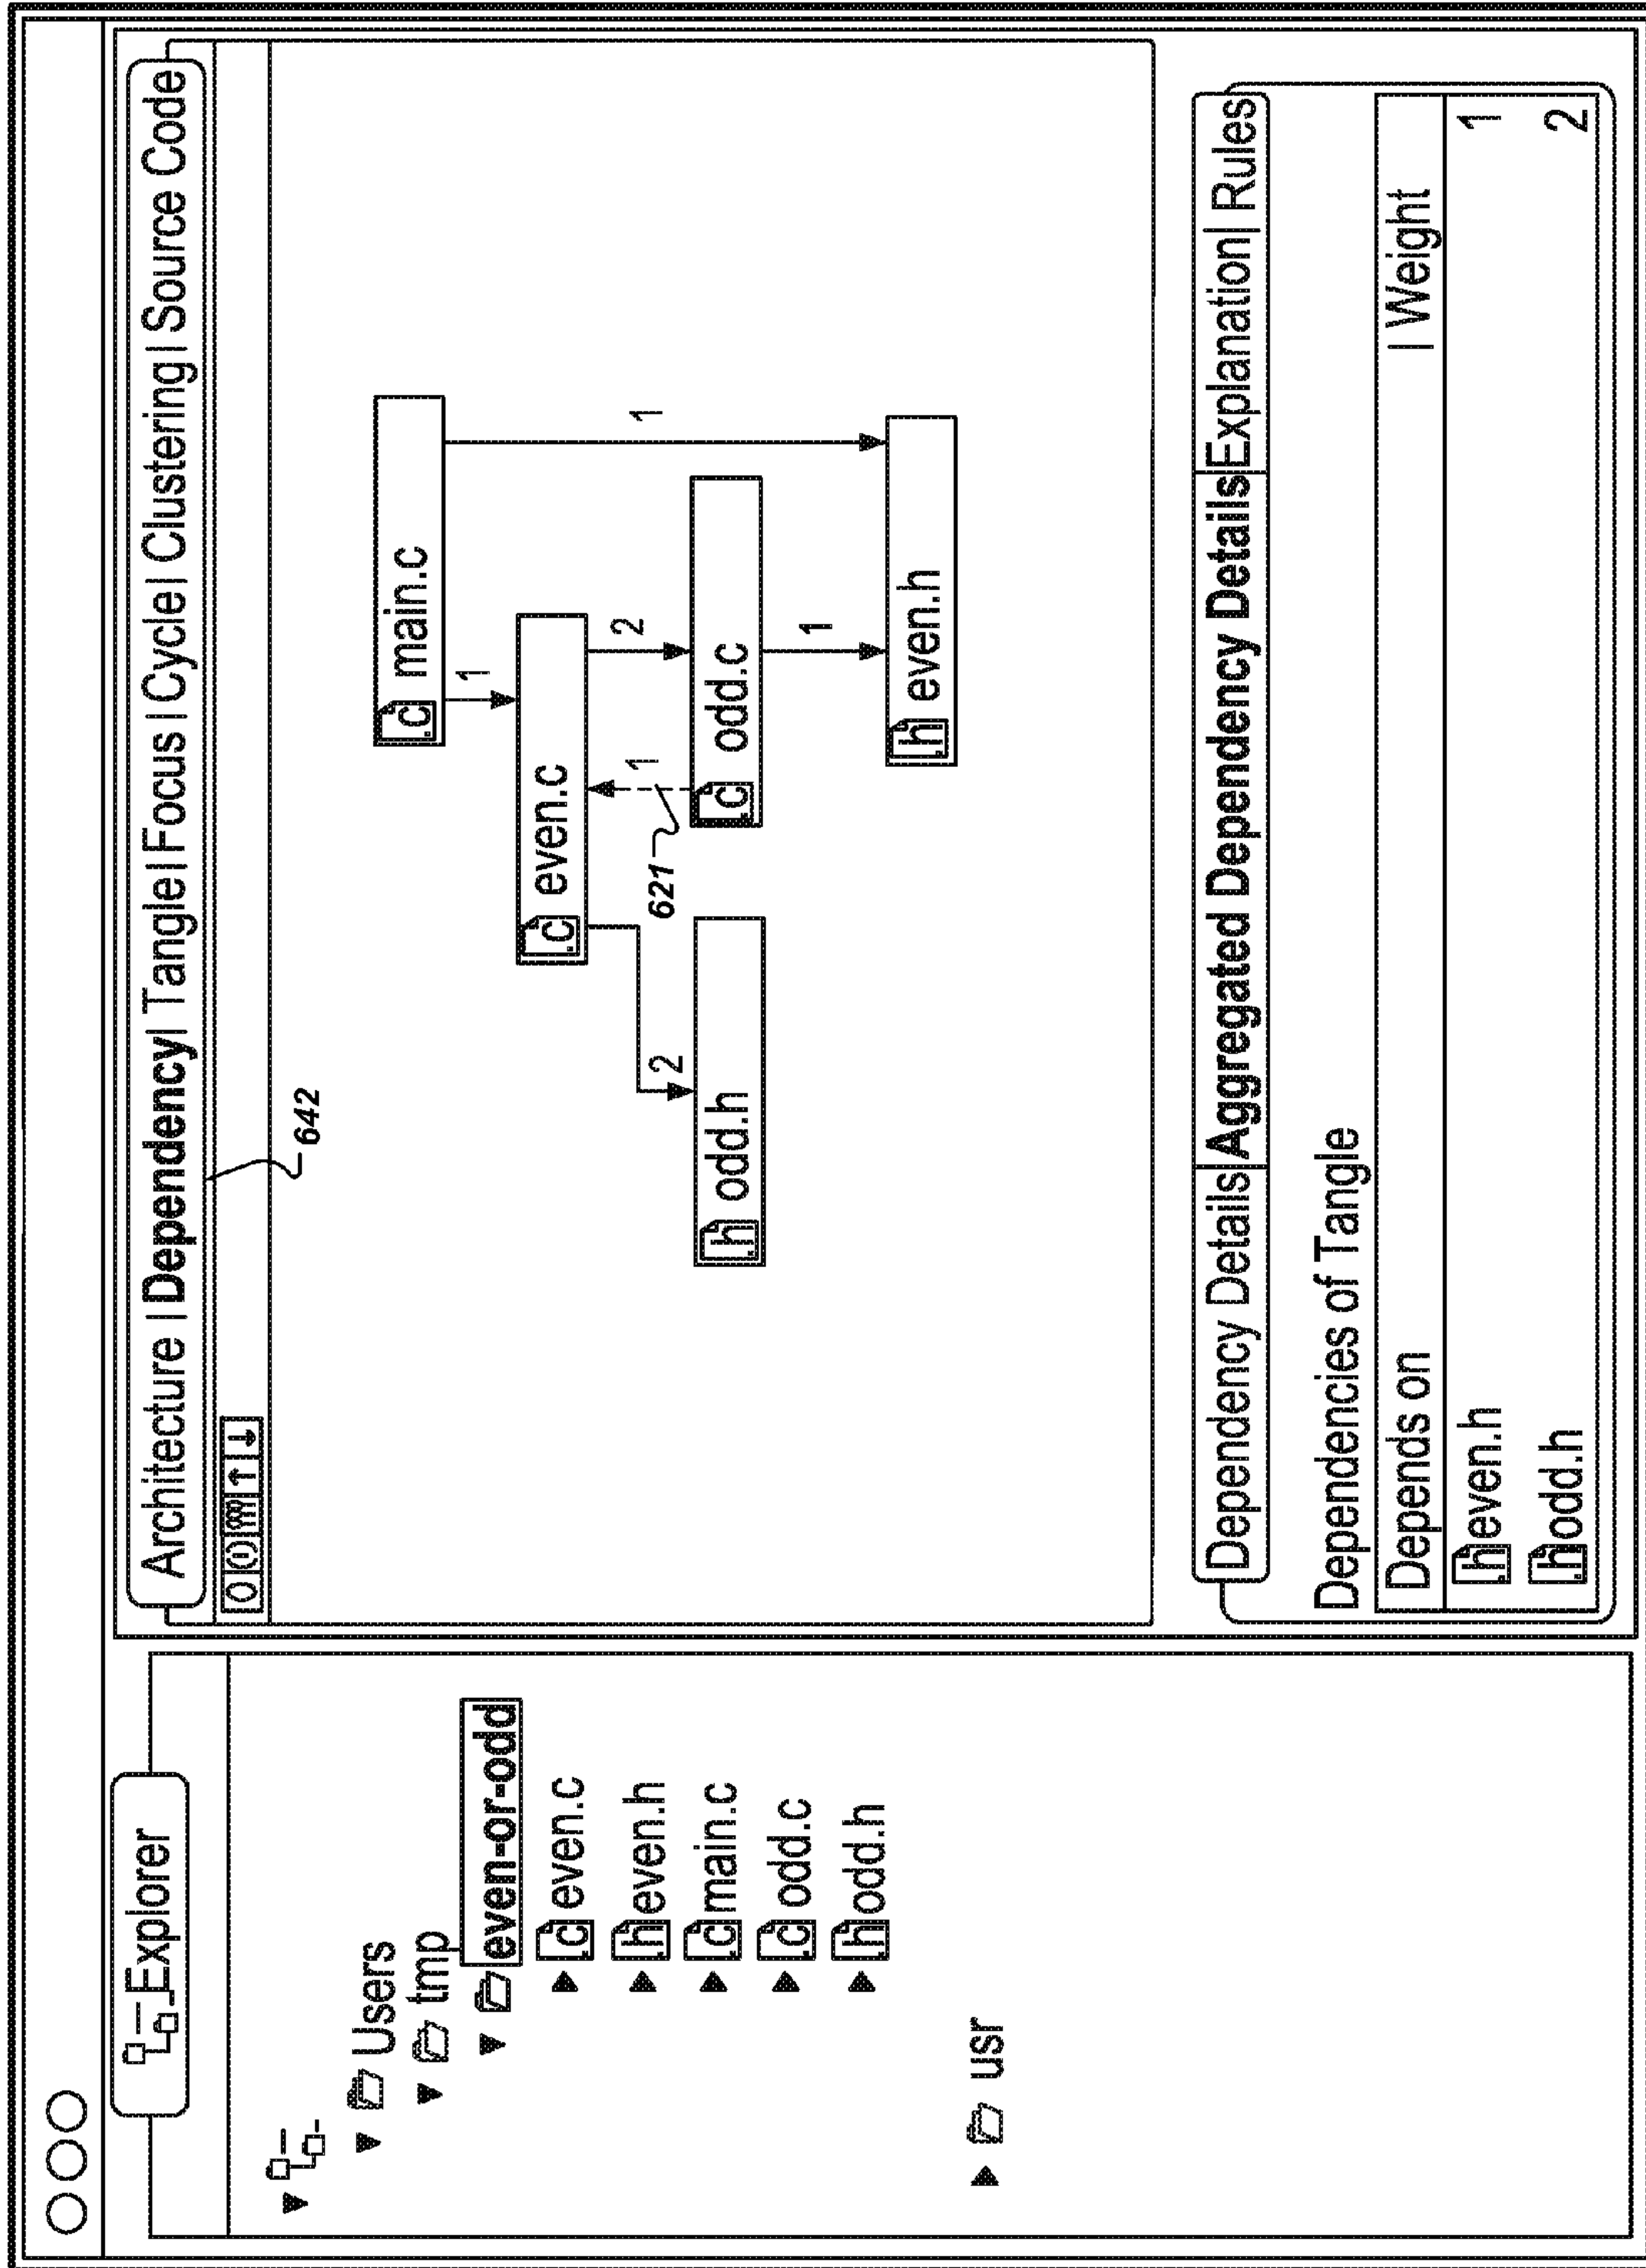 Explorer
Users
tmp
even-or-odd
.c even.c
.h even.h
.c main.c
.c odd.c
.h odd.h
usr
Architecture | Dependency | Tangle | Focus | Cycle | Clustering | Source Code
642
.c main.c
1
1
.c even.c
2
1
621
2
.h odd.h
.c odd.c
1
.h even.h
Dependency Details | Aggregated Dependency Details | Explanation | Rules
Dependencies of Tangle
Depends on | Weight
.h even.h 1
.h odd.h 2